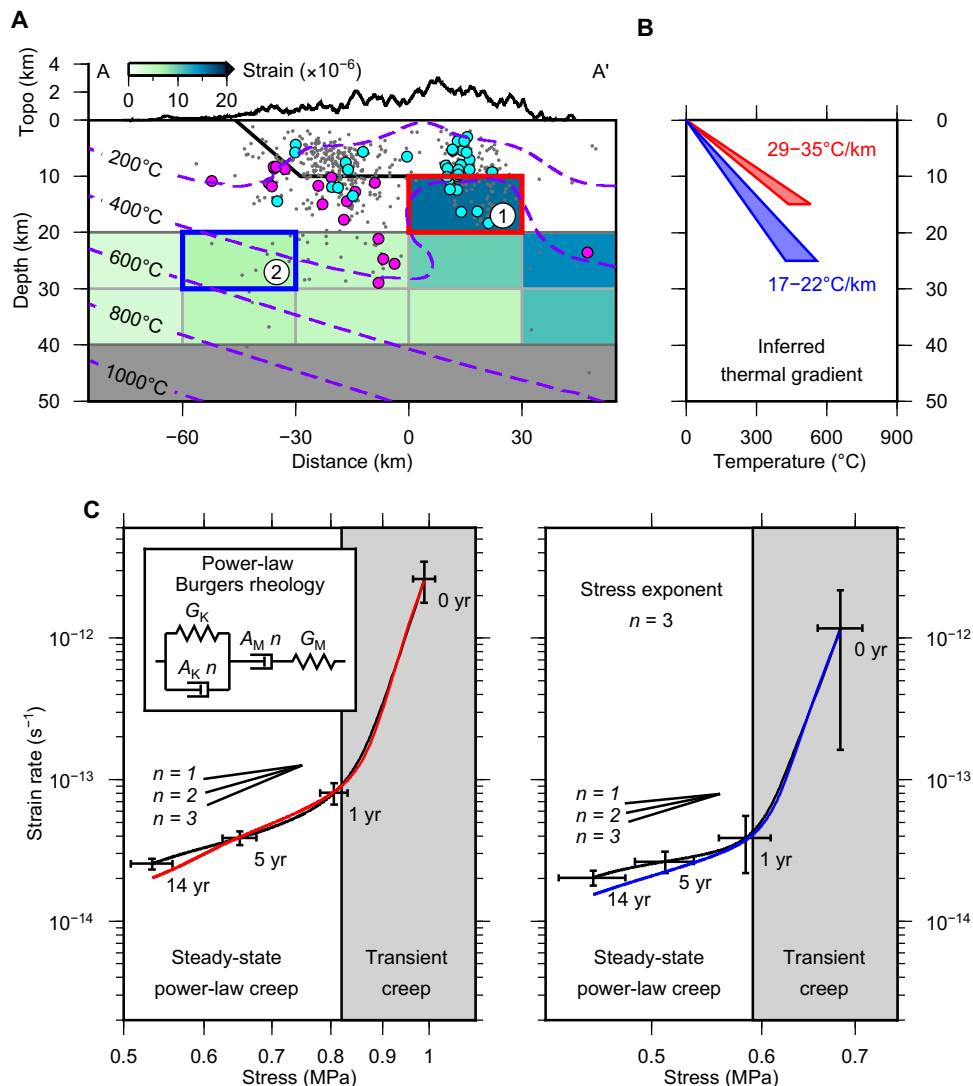 A
B
A
Strain (×10⁻⁶)
A'
0
10
20
Topo (km)
4
2
0
Depth (km)
10
20
30
40
50
200°C
400°C
600°C
800°C
1000°C
1
2
−60
−30
0
30
Distance (km)
29−35°C/km
17−22°C/km
Inferred
thermal gradient
0
10
20
30
40
50
0
300
600
900
Temperature (°C)
C
Power-law
Burgers rheology
G_K
A_K n
A_M n
G_M
n = 1
n = 2
n = 3
0 yr
1 yr
5 yr
14 yr
Steady-state
power-law creep
Transient
creep
Strain rate (s⁻¹)
10⁻¹²
10⁻¹³
10⁻¹⁴
0.5
0.6
0.7
0.8
0.9
1
Stress (MPa)
Stress exponent
n = 3
n = 1
n = 2
n = 3
0 yr
1 yr
5 yr
14 yr
Steady-state
power-law creep
Transient
creep
10⁻¹²
10⁻¹³
10⁻¹⁴
0.5
0.6
0.7
Stress (MPa)